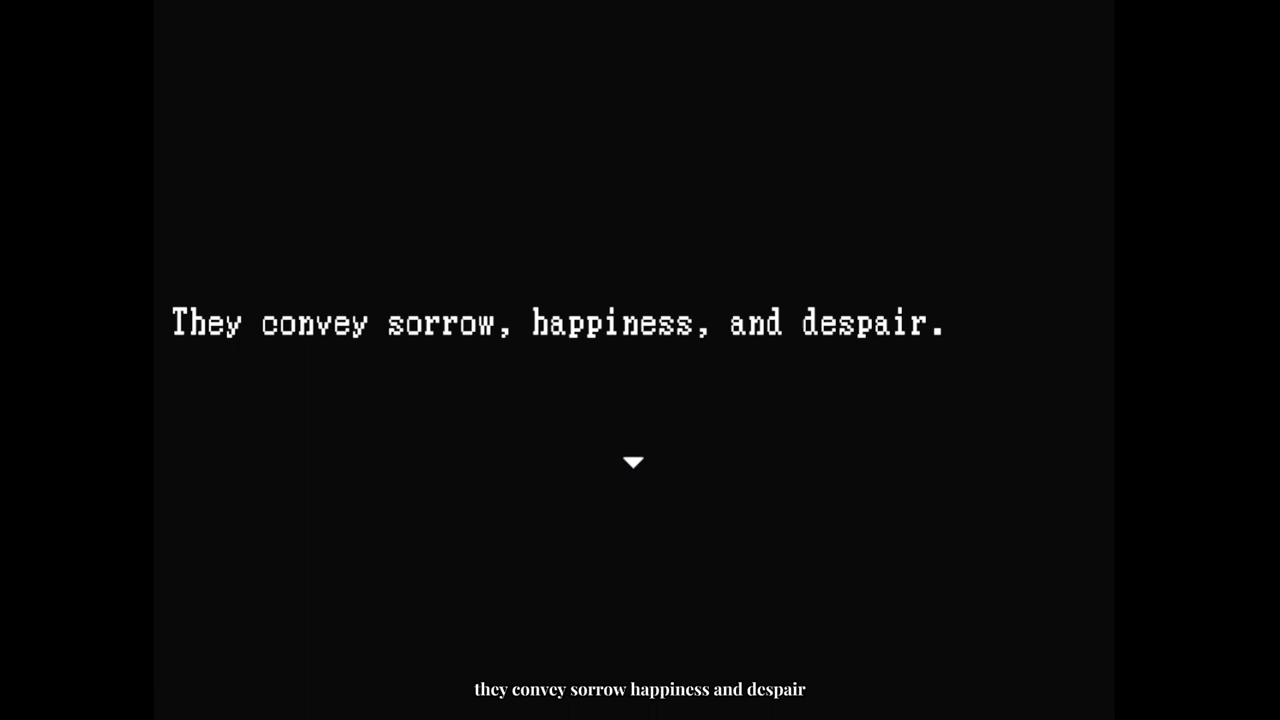 They convey sorrow, happiness, and despair.
they convey sorrow happiness and despair